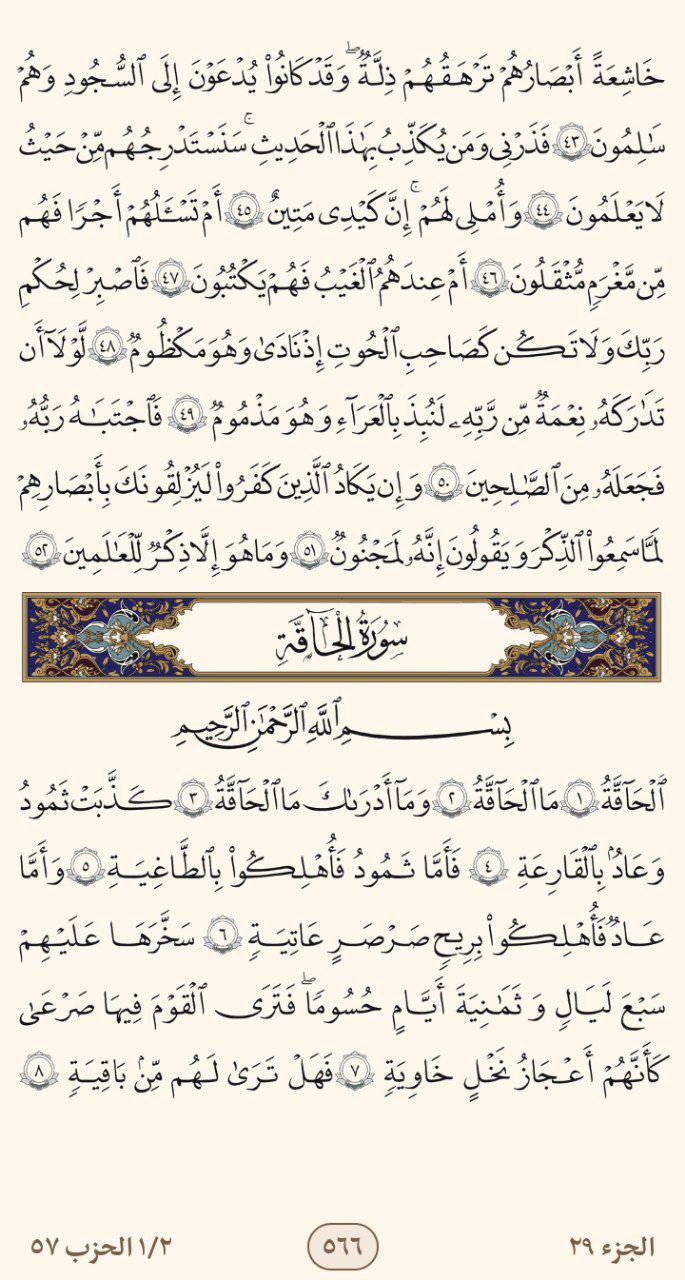 خَٰشِعَةً أَبۡصَٰرُهُمۡ تَرۡهَقُهُمۡ ذِلَّةٞۖ وَقَدۡ كَانُواْ يُدۡعَوۡنَ إِلَى ٱلسُّجُودِ وَهُمۡ
سَٰلِمُونَ ٤٣ فَذَرۡنِي وَمَن يُكَذِّبُ بِهَٰذَا ٱلۡحَدِيثِۖ سَنَسۡتَدۡرِجُهُم مِّنۡ حَيۡثُ
لَا يَعۡلَمُونَ ٤٤ وَأُمۡلِي لَهُمۡۚ إِنَّ كَيۡدِي مَتِينٌ ٤٥ أَمۡ تَسۡـَٔلُهُمۡ أَجۡرٗا فَهُم
مِّن مَّغۡرَمٖ مُّثۡقَلُونَ ٤٦ أَمۡ عِندَهُمُ ٱلۡغَيۡبُ فَهُمۡ يَكۡتُبُونَ ٤٧ فَٱصۡبِرۡ لِحُكۡمِ
رَبِّكَ وَلَا تَكُن كَصَاحِبِ ٱلۡحُوتِ إِذۡ نَادَىٰ وَهُوَ مَكۡظُومٞ ٤٨ لَّوۡلَآ أَن
تَدَٰرَكَهُۥ نِعۡمَةٞ مِّن رَّبِّهِۦ لَنُبِذَ بِٱلۡعَرَآءِ وَهُوَ مَذۡمُومٞ ٤٩ فَٱجۡتَبَٰهُ رَبُّهُۥ
فَجَعَلَهُۥ مِنَ ٱلصَّٰلِحِينَ ٥٠ وَإِن يَكَادُ ٱلَّذِينَ كَفَرُواْ لَيُزۡلِقُونَكَ بِأَبۡصَٰرِهِمۡ
لَمَّا سَمِعُواْ ٱلذِّكۡرَ وَيَقُولُونَ إِنَّهُۥ لَمَجۡنُونٞ ٥١ وَمَا هُوَ إِلَّا ذِكۡرٞ لِّلۡعَٰلَمِينَ ٥٢
سُورَةُ الحَاقَّةِ
بِسۡمِ ٱللَّهِ ٱلرَّحۡمَٰنِ ٱلرَّحِيمِ
ٱلۡحَآقَّةُ ١ مَا ٱلۡحَآقَّةُ ٢ وَمَآ أَدۡرَىٰكَ مَا ٱلۡحَآقَّةُ ٣ كَذَّبَتۡ ثَمُودُ
وَعَادُۢ بِٱلۡقَارِعَةِ ٤ فَأَمَّا ثَمُودُ فَأُهۡلِكُواْ بِٱلطَّاغِيَةِ ٥ وَأَمَّا
عَادٞ فَأُهۡلِكُواْ بِرِيحٖ صَرۡصَرٍ عَاتِيَةٖ ٦ سَخَّرَهَا عَلَيۡهِمۡ
سَبۡعَ لَيَالٖ وَثَمَٰنِيَةَ أَيَّامٍ حُسُومٗاۖ فَتَرَى ٱلۡقَوۡمَ فِيهَا صَرۡعَىٰ
كَأَنَّهُمۡ أَعۡجَازُ نَخۡلٍ خَاوِيَةٖ ٧ فَهَلۡ تَرَىٰ لَهُم مِّنۢ بَاقِيَةٖ ٨
الجزء ٢٩ ٥٦٦ ١/٢ الحزب ٥٧